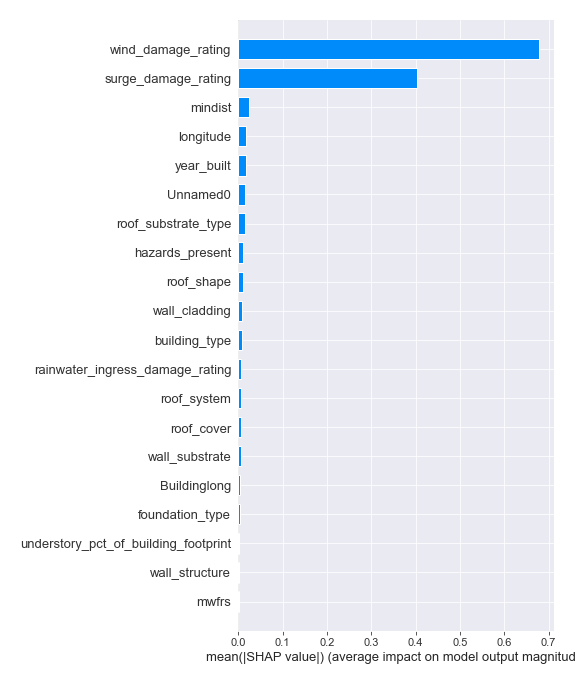 wind_damage_rating
surge_damage_rating
mindist
longitude
year_built
Unnamed0
roof_substrate_type
hazards_present
roof_shape
wall_cladding
building_type
rainwater_ingress_damage_rating
roof_system
roof_cover
wall_substrate
Buildinglong
foundation_type
understory_pct_of_building_footprint
wall_structure
mwfrs
0.0 0.1 0.2 0.3 0.4 0.5 0.6 0.7
mean(|SHAP value|) (average impact on model output magnitud